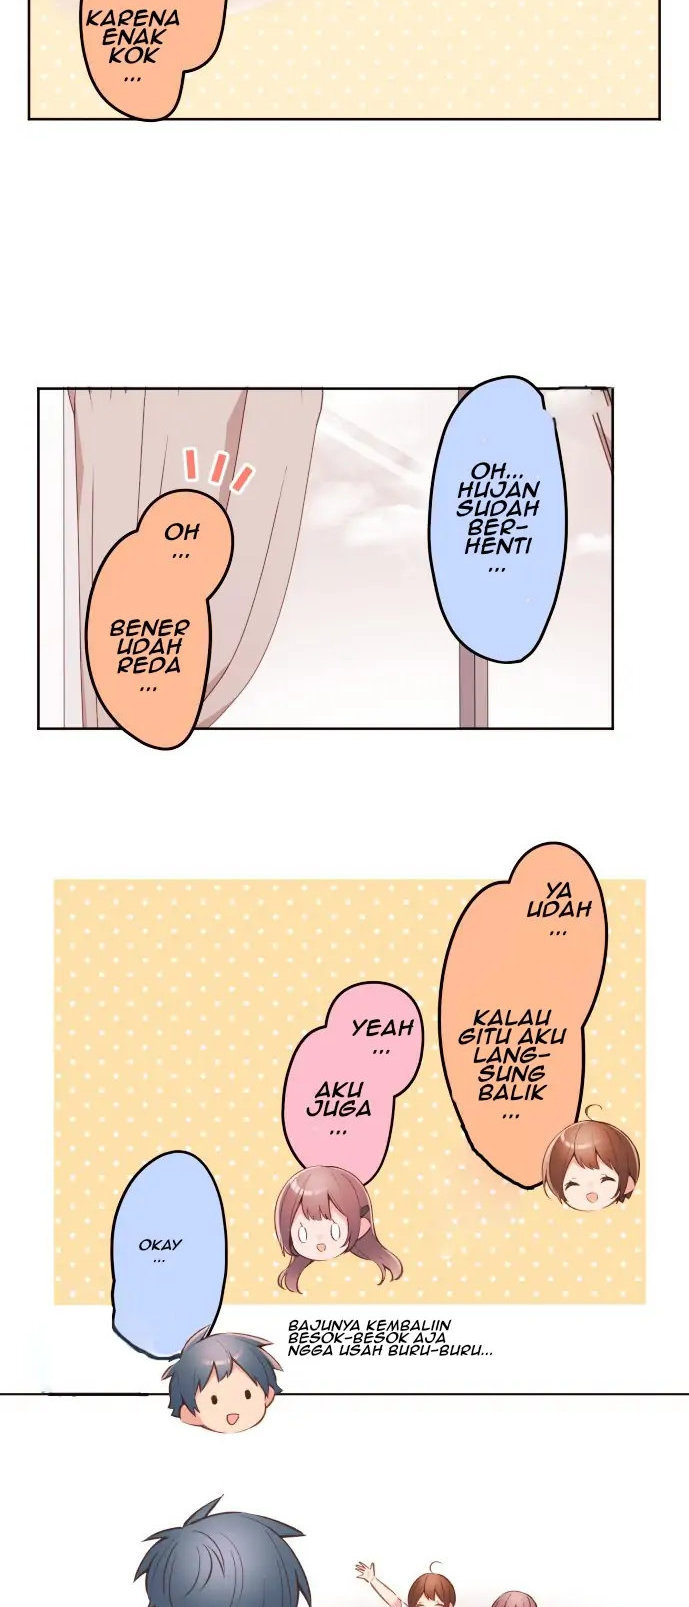 KARENA
ENAK
KOK
...
OH...
HUJAN
SUDAH
BER-
HENTI
...
OH
...
BENER
UDAH
REDA
...
YA
UDAH
...
KALAU
GITU AKU
LANG-
SUNG
BALIK
...
YEAH
...
AKU
JUGA
...
OKAY
...
BAJUNYA KEMBALIIN
BESOK-BESOK AJA
NGGA USAH BURU-BURU...